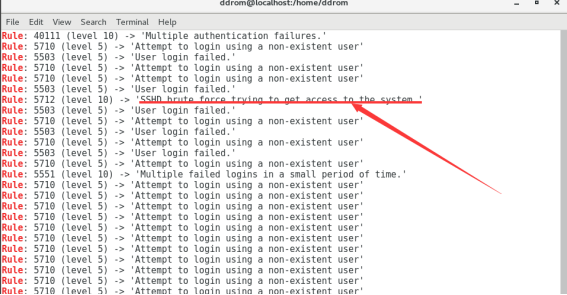 ddrom@localhost:/home/ddrom
File Edit View Search Terminal Help
Rule: 40111 (level 10) -> 'Multiple authentication failures.'
Rule: 5710 (level 5) -> 'Attempt to login using a non-existent user'
Rule: 5503 (level 5) -> 'User login failed.'
Rule: 5710 (level 5) -> 'Attempt to login using a non-existent user'
Rule: 5710 (level 5) -> 'Attempt to login using a non-existent user'
Rule: 5503 (level 5) -> 'User login failed.'
Rule: 5712 (level 10) -> 'SSHD brute force trying to get access to the system.'
Rule: 5503 (level 5) -> 'User login failed.'
Rule: 5710 (level 5) -> 'Attempt to login using a non-existent user'
Rule: 5503 (level 5) -> 'User login failed.'
Rule: 5710 (level 5) -> 'Attempt to login using a non-existent user'
Rule: 5503 (level 5) -> 'User login failed.'
Rule: 5710 (level 5) -> 'Attempt to login using a non-existent user'
Rule: 5551 (level 10) -> 'Multiple failed logins in a small period of time.'
Rule: 5710 (level 5) -> 'Attempt to login using a non-existent user'
Rule: 5710 (level 5) -> 'Attempt to login using a non-existent user'
Rule: 5710 (level 5) -> 'Attempt to login using a non-existent user'
Rule: 5710 (level 5) -> 'Attempt to login using a non-existent user'
Rule: 5710 (level 5) -> 'Attempt to login using a non-existent user'
Rule: 5710 (level 5) -> 'Attempt to login using a non-existent user'
Rule: 5710 (level 5) -> 'Attempt to login using a non-existent user'
Rule: 5710 (level 5) -> 'Attempt to login using a non-existent user'
Rule: 5710 (level 5) -> 'Attempt to login using a non-existent user'
Rule: 5710 (level 5) -> 'Attempt to login using a non-existent user'
Rule: 5710 (level 5) -> 'Attempt to login using a non-existent user'